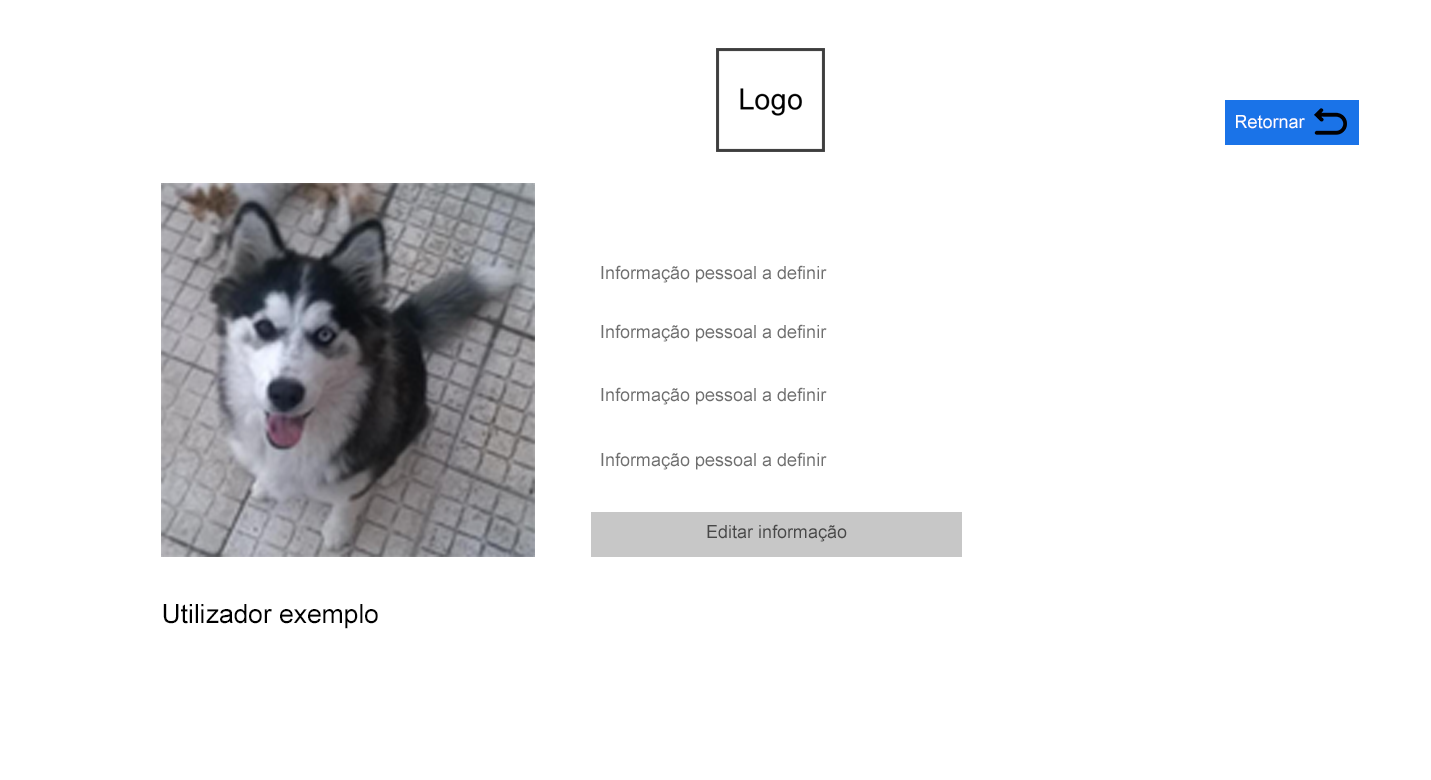 Logo
Retornar
Informação pessoal a definir
Informação pessoal a definir
Informação pessoal a definir
Informação pessoal a definir
Editar informação
Utilizador exemplo